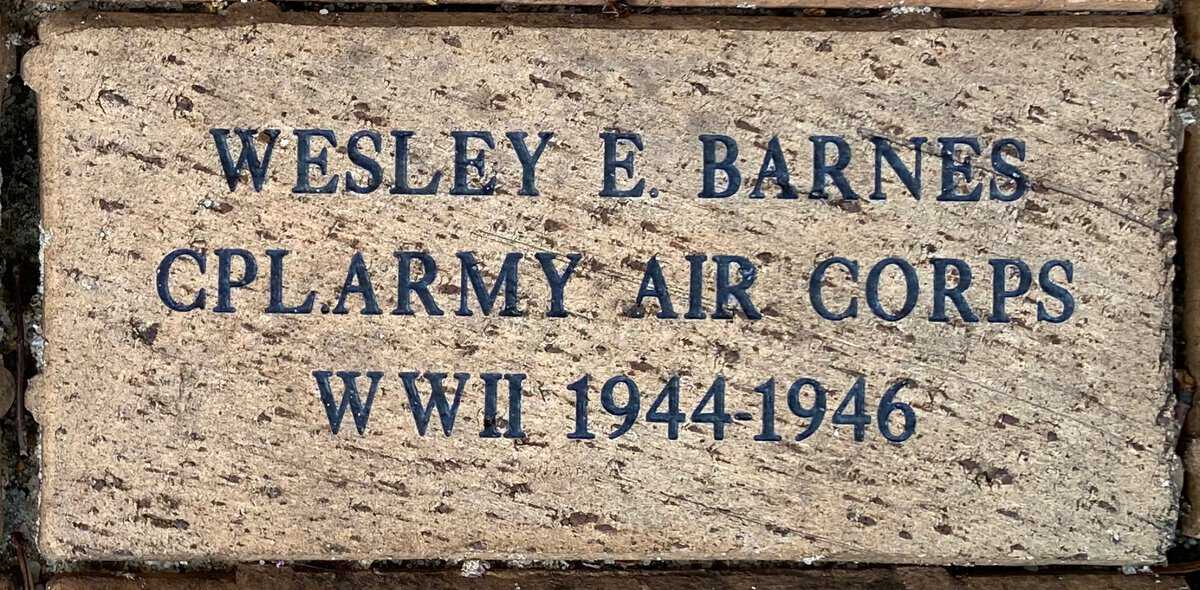 WESLEY E. BARNES
CPL.ARMY AIR CORPS
WWII 1944-1946